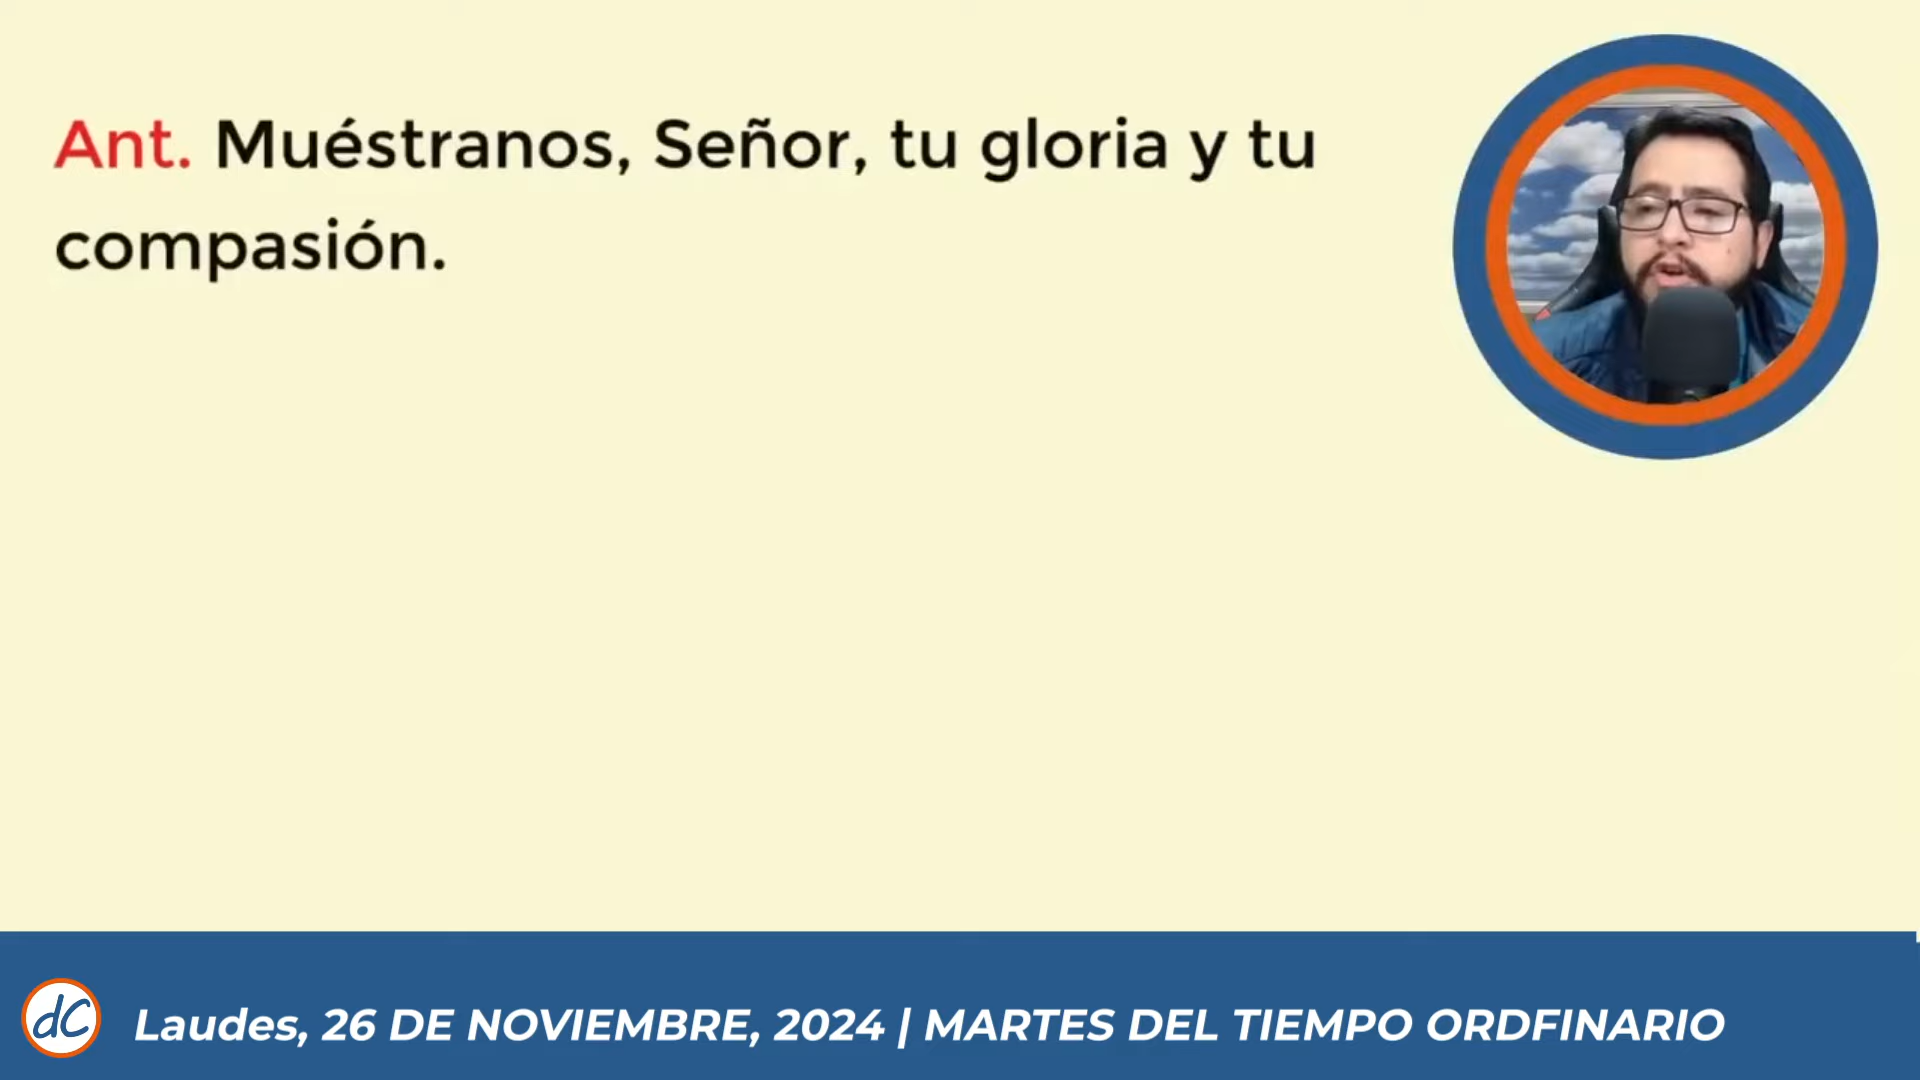 Ant. Muéstranos, Señor, tu gloria y tu
compasión.
dC Laudes, 26 DE NOVIEMBRE, 2024 | MARTES DEL TIEMPO ORDFINARIO